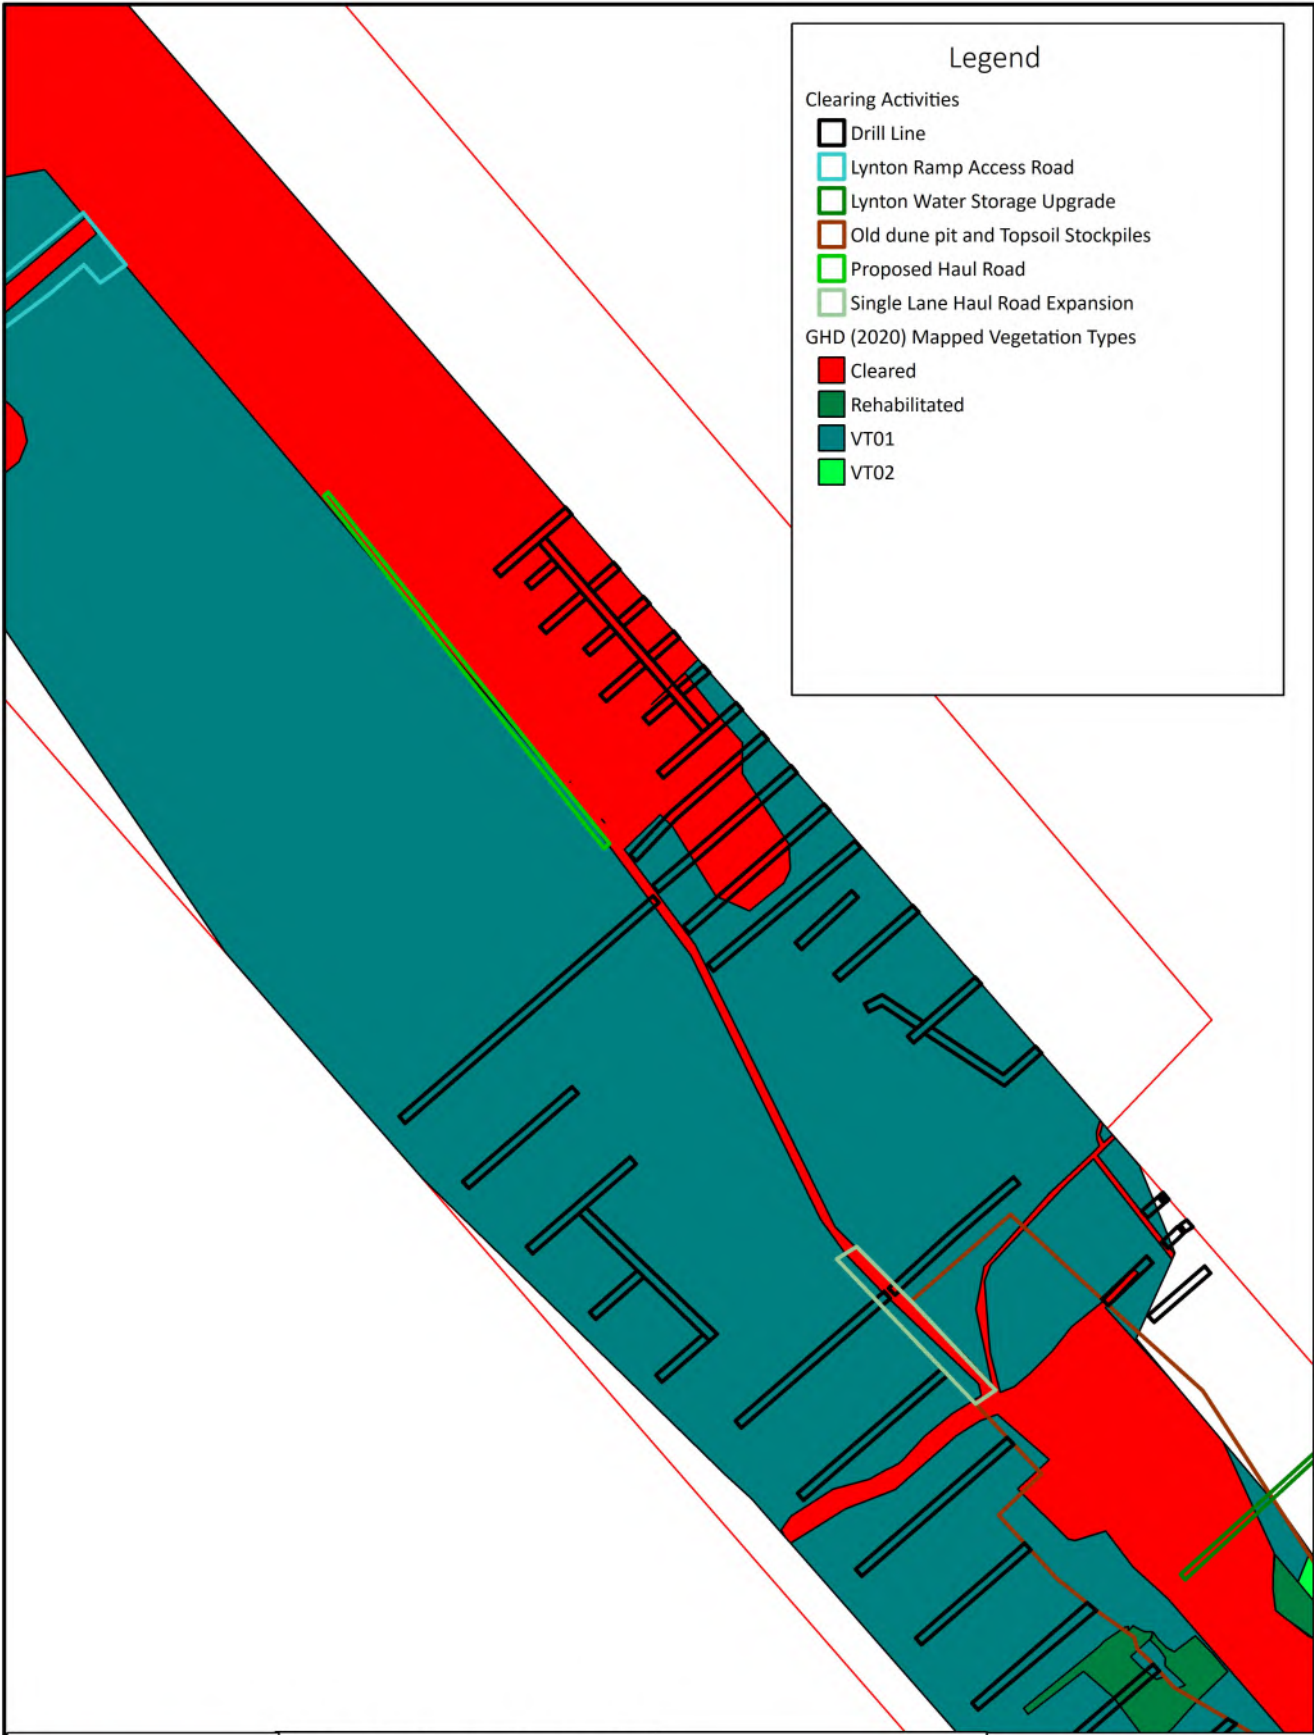 Legend
Clearing Activities
Drill Line
Lynton Ramp Access Road
Lynton Water Storage Upgrade
Old dune pit and Topsoil Stockpiles
Proposed Haul Road
Single Lane Haul Road Expansion
GHD (2020) Mapped Vegetation Types
Cleared
Rehabilitated
VT01
VT02